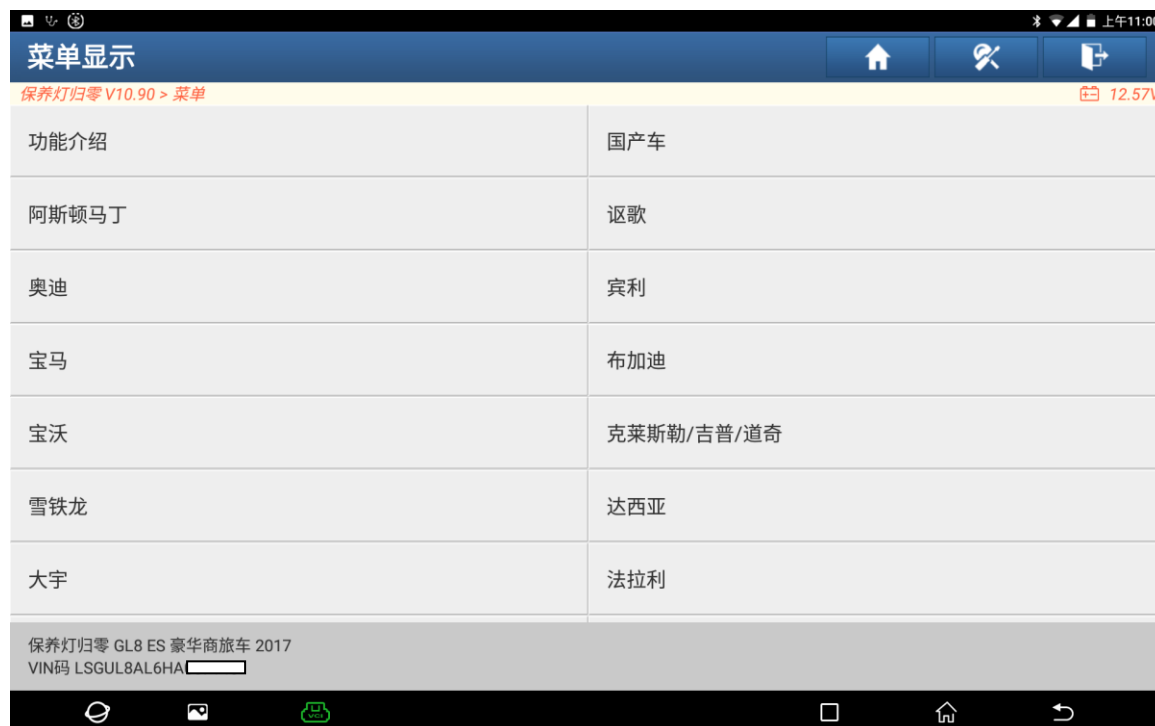 上午11:00
菜单显示
保养灯归零 V10.90 > 菜单
12.57V
功能介绍
国产车
阿斯顿马丁
讴歌
奥迪
宾利
宝马
布加迪
宝沃
克莱斯勒/吉普/道奇
雪铁龙
达西亚
大宇
法拉利
保养灯归零 GL8 ES 豪华商旅车 2017
VIN码 LSGUL8AL6HA
VCI